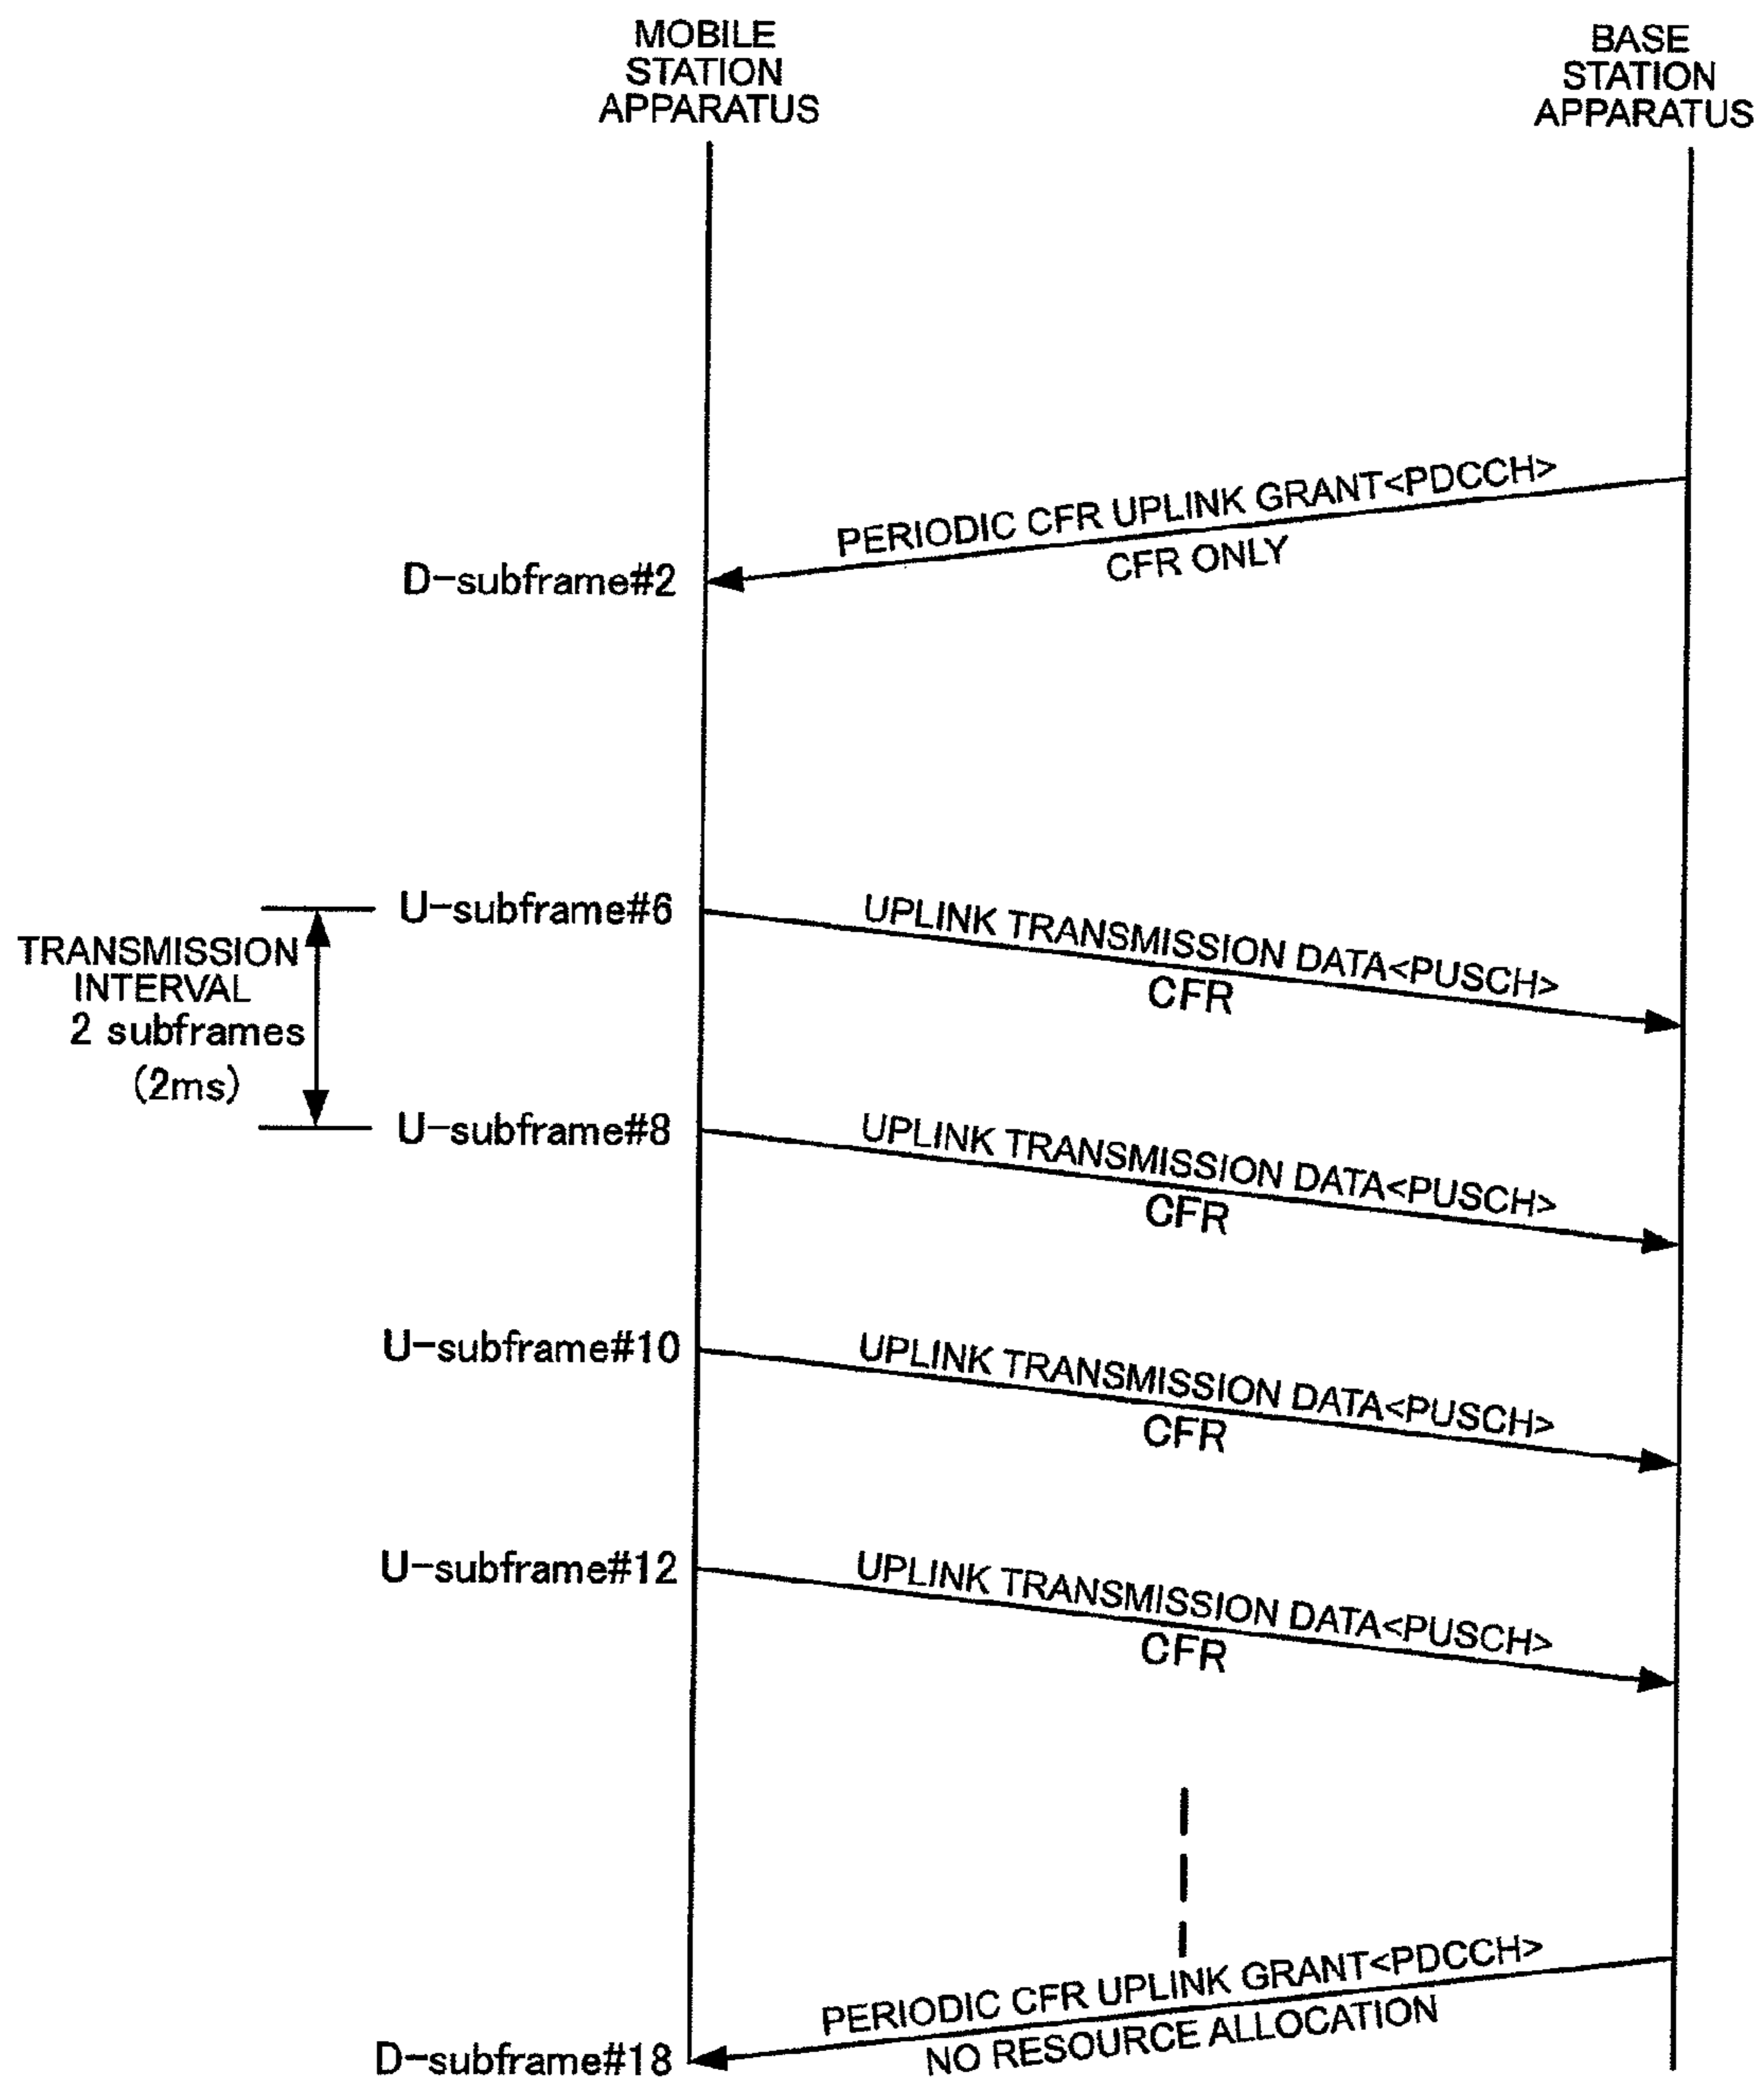 MOBILE
STATION
APPARATUS
BASE
STATION
APPARATUS
PERIODIC CFR UPLINK GRANT<PDCCH>
CFR ONLY
D-subframe#2
U-subframe#6
UPLINK TRANSMISSION DATA<PUSCH>
CFR
TRANSMISSION
INTERVAL
2 subframes
(2ms)
U-subframe#8
UPLINK TRANSMISSION DATA<PUSCH>
CFR
U-subframe#10
UPLINK TRANSMISSION DATA<PUSCH>
CFR
U-subframe#12
UPLINK TRANSMISSION DATA<PUSCH>
CFR
PERIODIC CFR UPLINK GRANT<PDCCH>
NO RESOURCE ALLOCATION
D-subframe#18